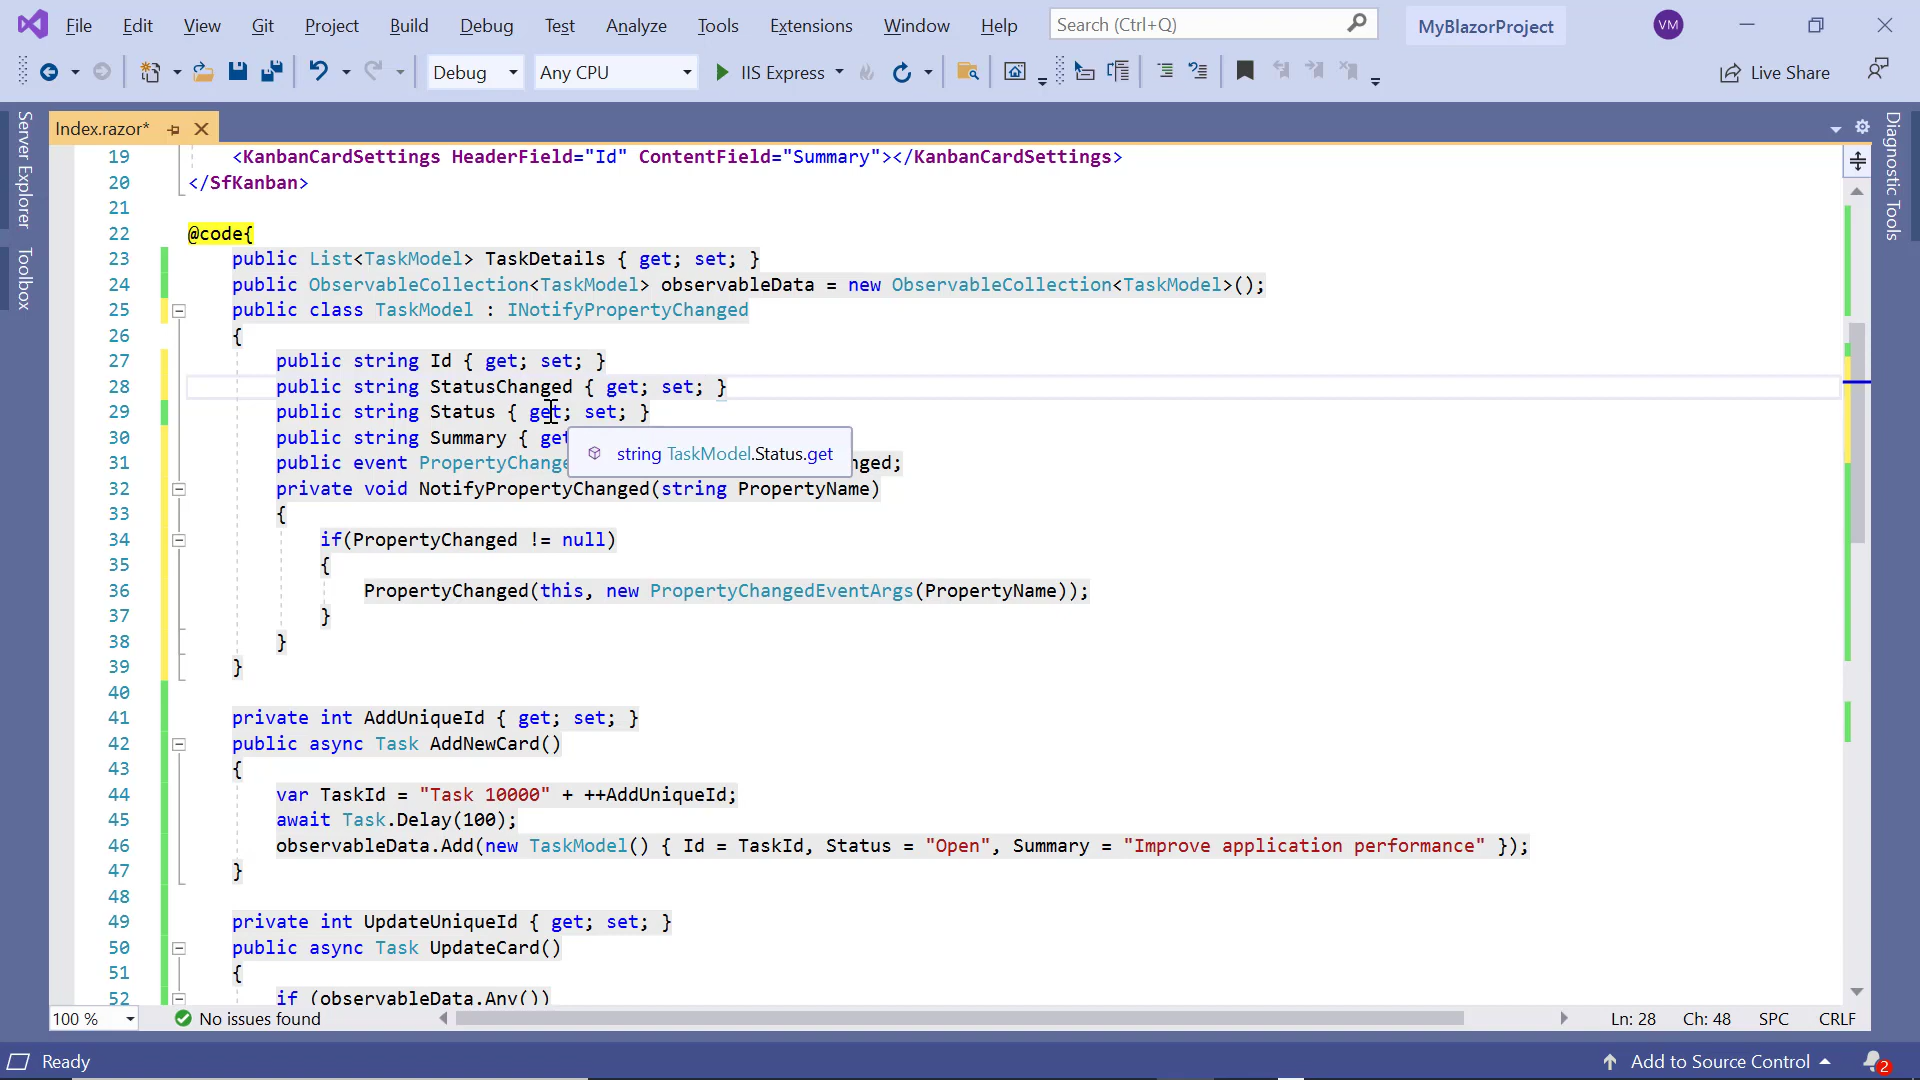 File Edit View Git Project Build Debug Test Analyze Tools Extensions Window Help Search (Ctrl+Q) MyBlazorProject VM
Debug Any CPU IIS Express Live Share
Server Explorer
Toolbox
Index.razor*
Diagnostic Tools
19 <KanbanCardSettings HeaderField="Id" ContentField="Summary"></KanbanCardSettings>
20 </SfKanban>
21
22 @code{
23 public List<TaskModel> TaskDetails { get; set; }
24 public ObservableCollection<TaskModel> observableData = new ObservableCollection<TaskModel>();
25 public class TaskModel : INotifyPropertyChanged
26 {
27 public string Id { get; set; }
28 public string StatusChanged { get; set; }
29 public string Status { get; set; }
30 public string Summary { get
string TaskModel.Status.get
31 public event PropertyChange nged;
32 private void NotifyPropertyChanged(string PropertyName)
33 {
34 if(PropertyChanged != null)
35 {
36 PropertyChanged(this, new PropertyChangedEventArgs(PropertyName));
37 }
38 }
39 }
40
41 private int AddUniqueId { get; set; }
42 public async Task AddNewCard()
43 {
44 var TaskId = "Task 10000" + ++AddUniqueId;
45 await Task.Delay(100);
46 observableData.Add(new TaskModel() { Id = TaskId, Status = "Open", Summary = "Improve application performance" });
47 }
48
49 private int UpdateUniqueId { get; set; }
50 public async Task UpdateCard()
51 {
52 if (observableData.Any())
100 % No issues found Ln: 28 Ch: 48 SPC CRLF
Ready Add to Source Control 2